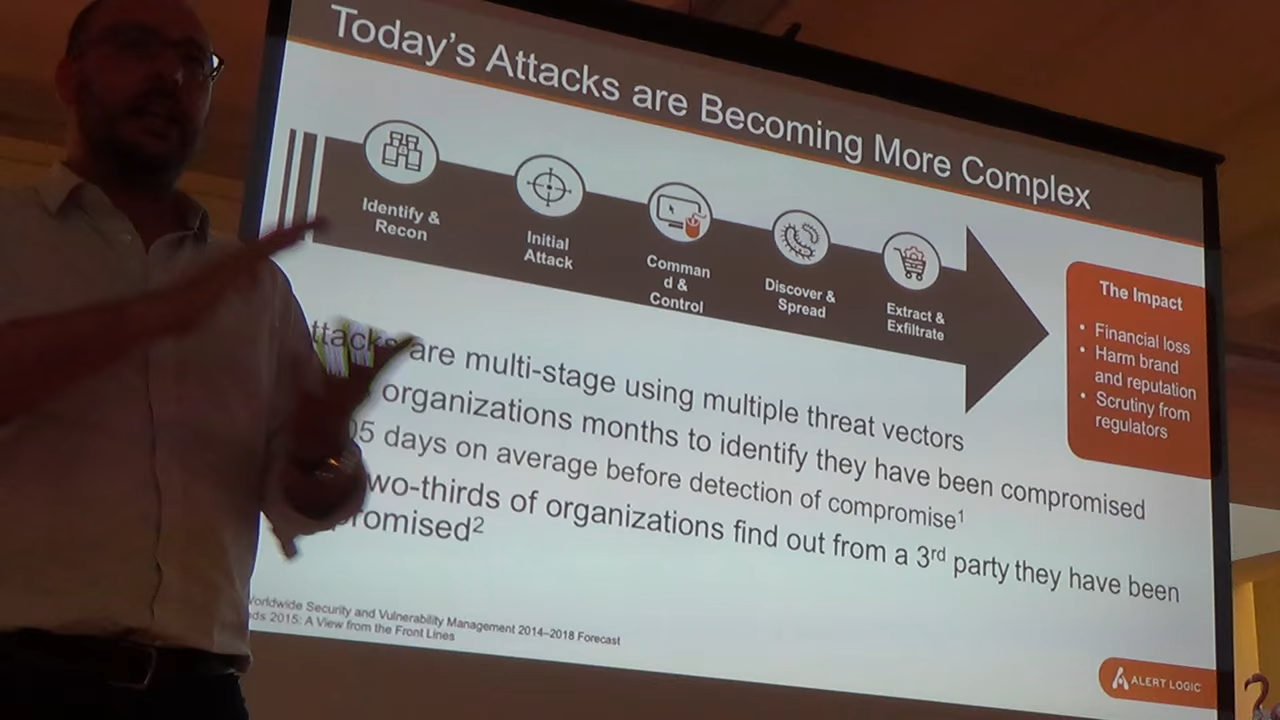 Today's Attacks are Becoming More Complex
Identify &
Recon
Initial
Attack
Comman
d &
Control
Discover &
Spread
Extract &
Exfiltrate
The Impact
• Financial loss
• Harm brand
and reputation
• Scrutiny from
regulators
ttacks are multi-stage using multiple threat vectors
organizations months to identify they have been compromised
05 days on average before detection of compromise¹
wo-thirds of organizations find out from a 3rd party they have been
romised²
Worldwide Security and Vulnerability Management 2014–2018 Forecast
ds 2015: A View from the Front Lines
ALERT LOGIC